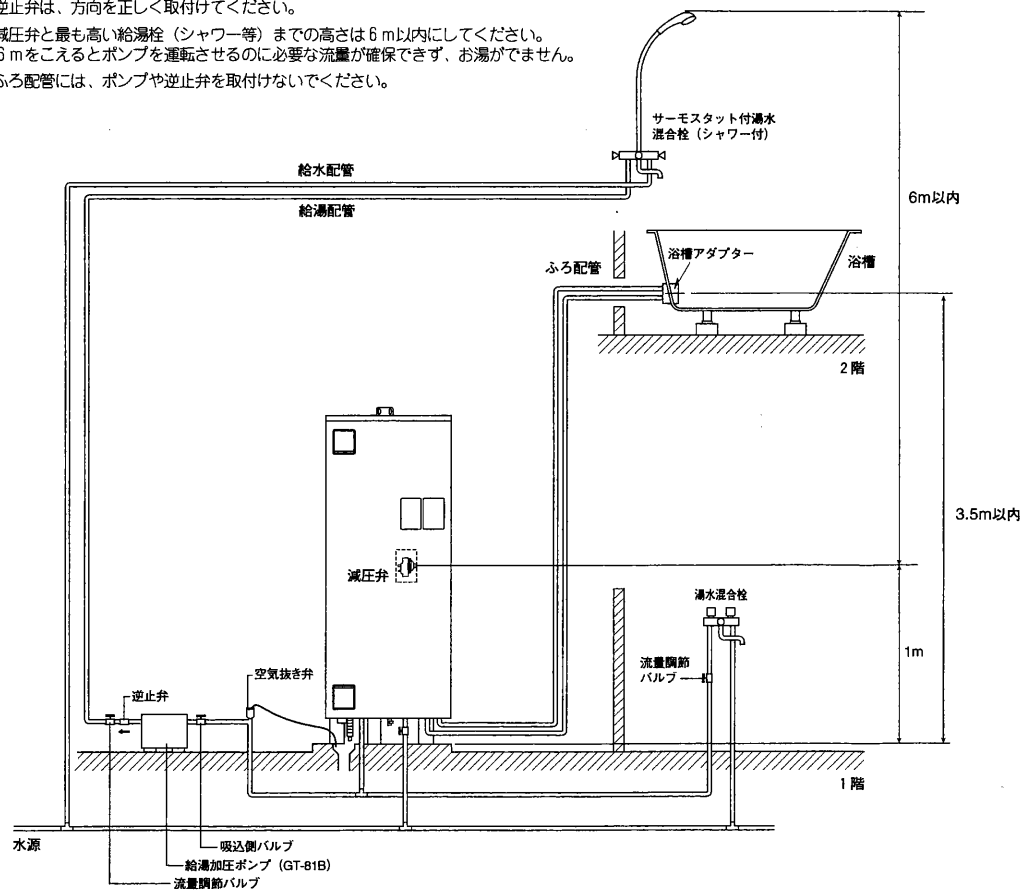 逆止弁は、方向を正しく取付けてください。
減圧弁と最も高い給湯栓（シャワー等）までの高さは6m以内にしてください。
6mをこえるとポンプを運転させるのに必要な流量が確保できず、お湯がでません。
ふろ配管には、ポンプや逆止弁を取付けないでください。
サーモスタット付湯水
混合栓（シャワー付）
給水配管
給湯配管
6m以内
ふろ配管
浴槽アダプター
浴槽
2階
3.5m以内
減圧弁
湯水混合栓
1m
流量調節
バルブ
空気抜き弁
逆止弁
1階
水源
吸込側バルブ
給湯加圧ポンプ（GT-81B）
流量調節バルブ